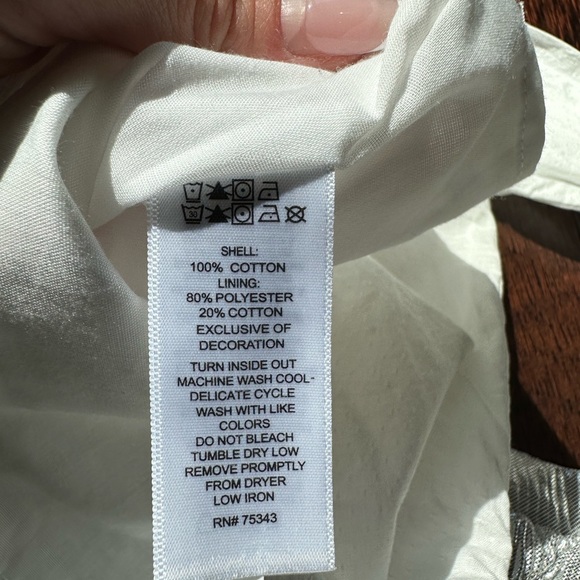 30
SHELL:
100% COTTON
LINING:
80% POLYESTER
20% COTTON
EXCLUSIVE OF
DECORATION
TURN INSIDE OUT
MACHINE WASH COOL-
DELICATE CYCLE
WASH WITH LIKE
COLORS
DO NOT BLEACH
TUMBLE DRY LOW
REMOVE PROMPTLY
FROM DRYER
LOW IRON
RN# 75343